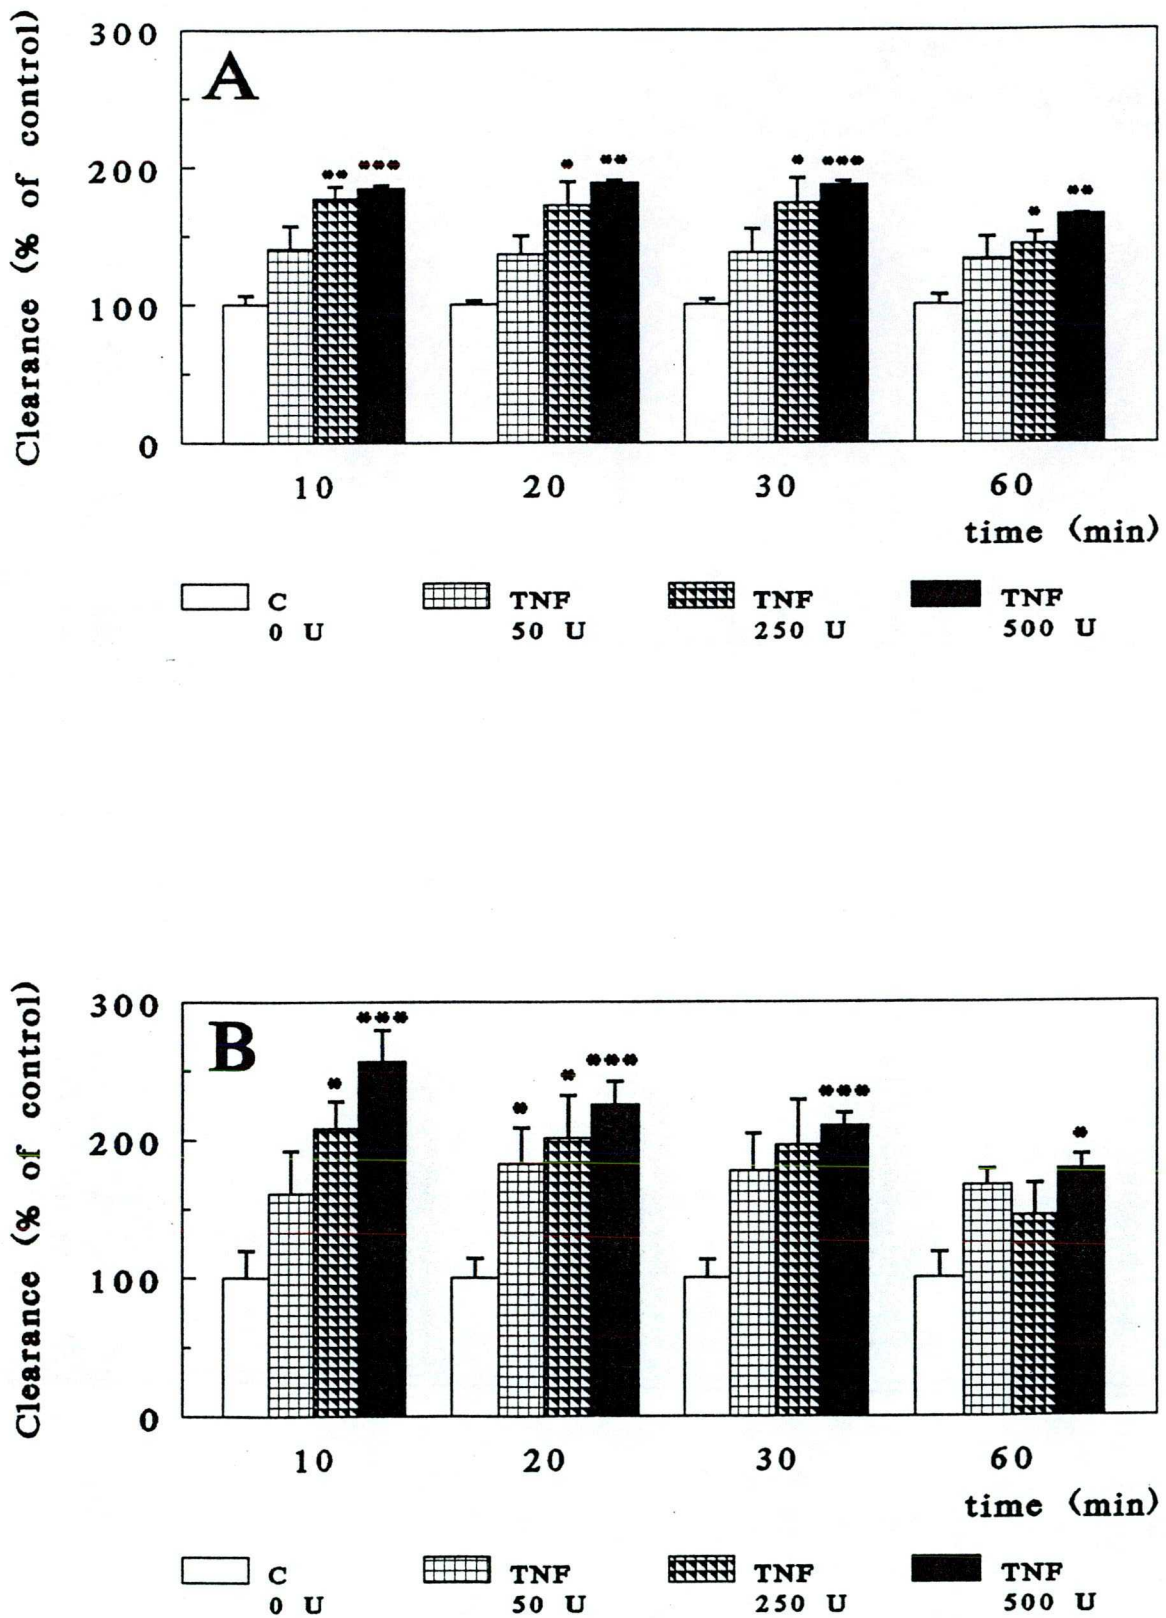 Clearance (% of control)
300
200
100
0
A
** ***
* **
* ***
* **
10 20 30 60
time (min)
C TNF TNF TNF
0 U 50 U 250 U 500 U
Clearance (% of control)
300
200
100
0
B
* ***
* * ***
***
*
10 20 30 60
time (min)
C TNF TNF TNF
0 U 50 U 250 U 500 U